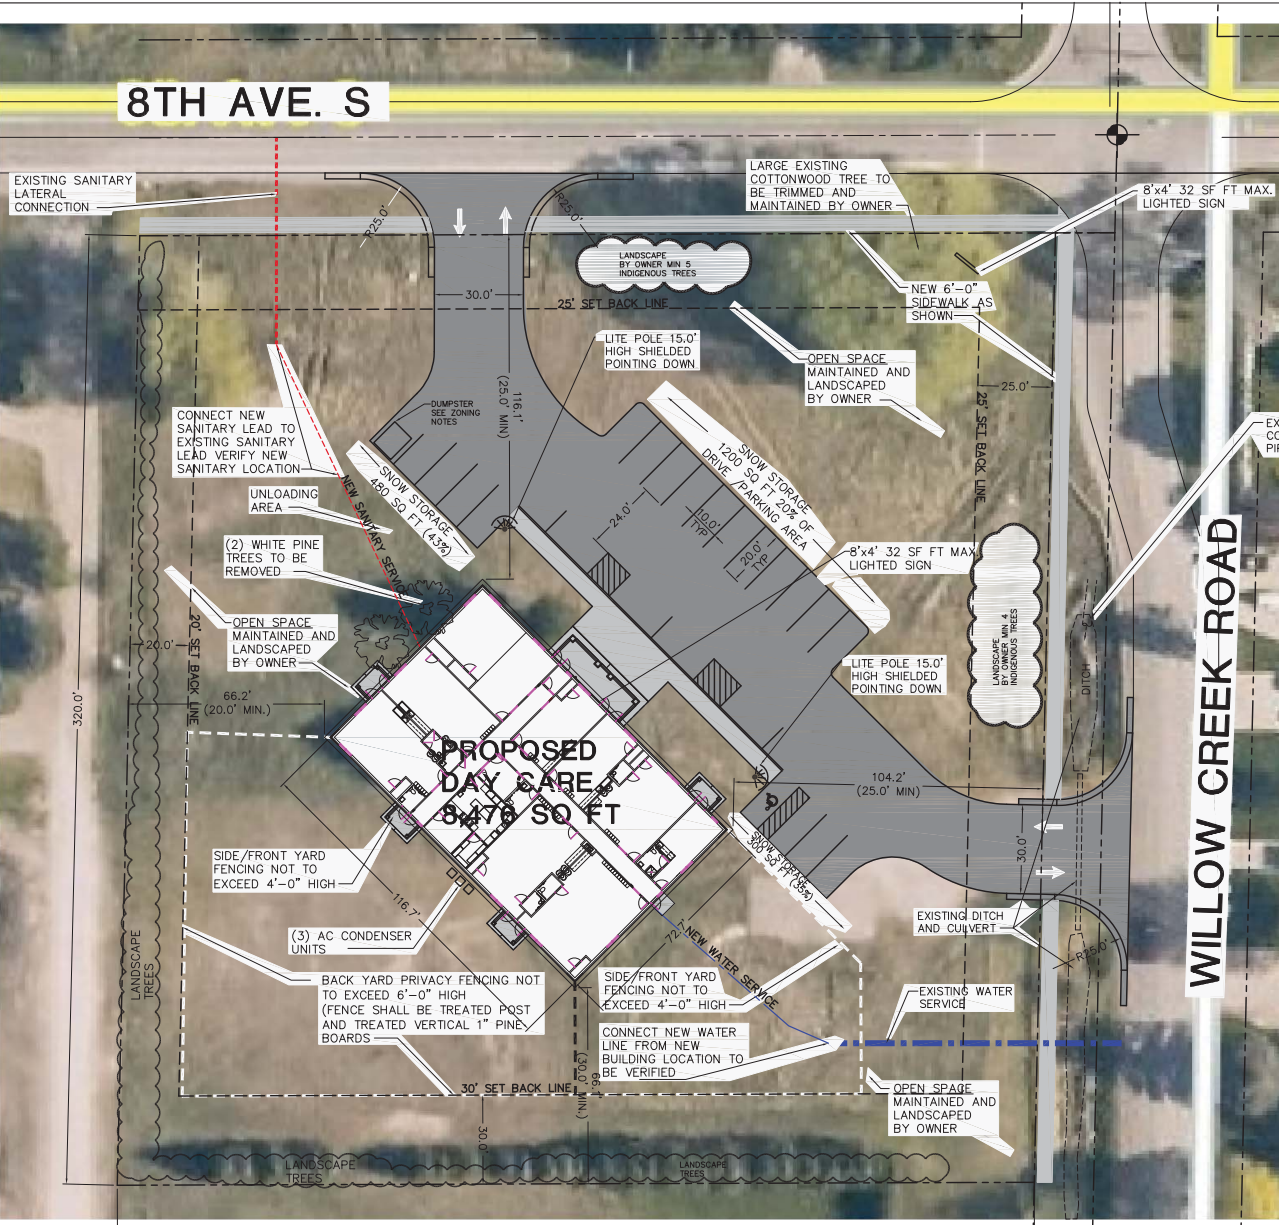 8TH AVE. S
EXISTING SANITARY
LATERAL
CONNECTION
R25.0'
R25.0'
LARGE EXISTING
COTTONWOOD TREE TO
BE TRIMMED AND
MAINTAINED BY OWNER
8'x4' 32 SF FT MAX.
LIGHTED SIGN
LANDSCAPE
BY OWNER MIN 5
INDIGENOUS TREES
30.0'
25' SET BACK LINE
NEW 6'-0"
SIDEWALK AS
SHOWN
LITE POLE 15.0'
HIGH SHIELDED
POINTING DOWN
OPEN SPACE
MAINTAINED AND
LANDSCAPED
BY OWNER
25.0'
25' SET BACK LINE
116.1'
(25.0' MIN)
DUMPSTER
SEE ZONING
NOTES
CONNECT NEW
SANITARY LEAD TO
EXISTING SANITARY
LEAD VERIFY NEW
SANITARY LOCATION
SNOW STORAGE
480 SQ FT (43%)
SNOW STORAGE
1200 SQ FT 20% OF
DRIVE /PARKING AREA
UNLOADING
AREA
NEW SANITARY SERVICE
24.0'
10.0'
TYP
20.0'
TYP
(2) WHITE PINE
TREES TO BE
REMOVED
8'x4' 32 SF FT MAX.
LIGHTED SIGN
WILLOW CREEK ROAD
OPEN SPACE
MAINTAINED AND
LANDSCAPED
BY OWNER
20.0'
20' SET BACK LINE
LANDSCAPE
BY OWNER MIN 4
INDIGENOUS TREES
DITCH
LITE POLE 15.0'
HIGH SHIELDED
POINTING DOWN
320.0'
66.2'
(20.0' MIN.)
PROPOSED
DAY CARE
8,476 SQ FT
104.2'
(25.0' MIN)
30.0'
SNOW STORAGE
300 SQ FT (35%)
SIDE/FRONT YARD
FENCING NOT TO
EXCEED 4'-0" HIGH
116.7'
72.
NEW WATER SERVICE
EXISTING DITCH
AND CULVERT
R25.0'
(3) AC CONDENSER
UNITS
LANDSCAPE
TREES
BACK YARD PRIVACY FENCING NOT
TO EXCEED 6'-0" HIGH
(FENCE SHALL BE TREATED POST
AND TREATED VERTICAL 1" PINE
BOARDS
SIDE/FRONT YARD
FENCING NOT TO
EXCEED 4'-0" HIGH
EXISTING WATER
SERVICE
CONNECT NEW WATER
LINE FROM NEW
BUILDING LOCATION TO
BE VERIFIED
30' SET BACK LINE
(30.0' MIN.)
30.0'
OPEN SPACE
MAINTAINED AND
LANDSCAPED
BY OWNER
LANDSCAPE
TREES
LANDSCAPE
TREES